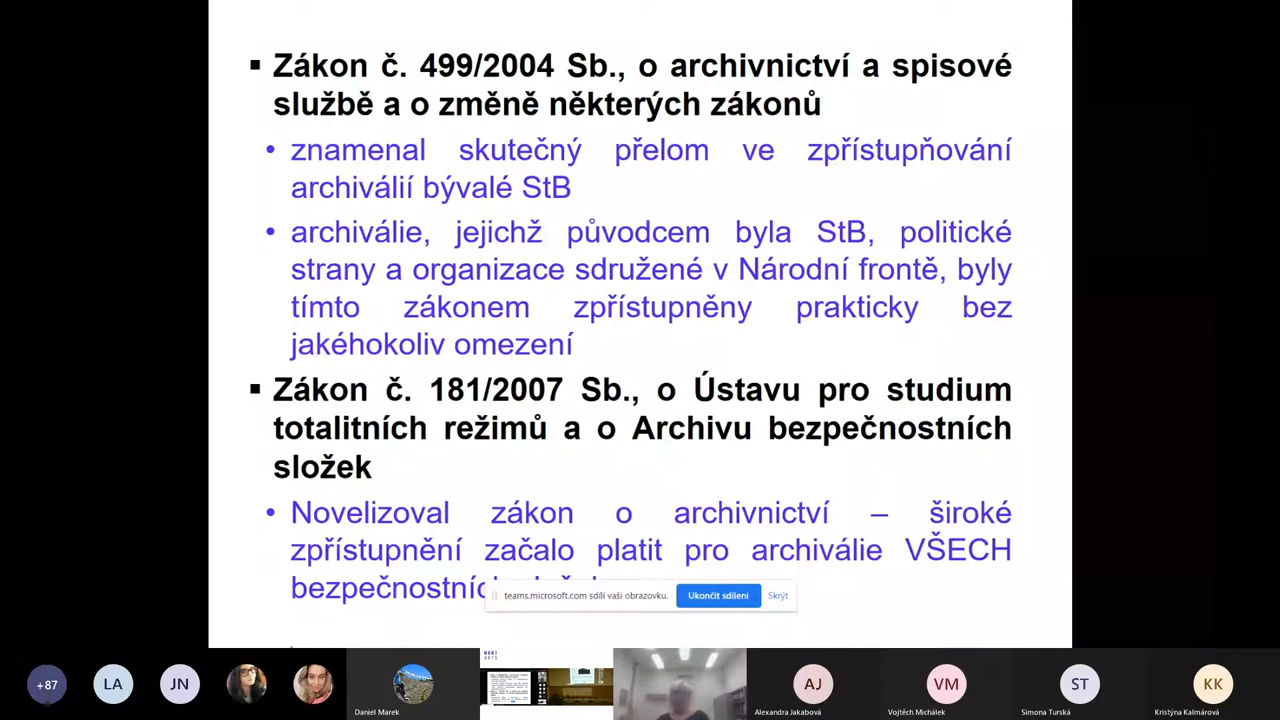 ▪ Zákon č. 499/2004 Sb., o archivnictví a spisové
službě a o změně některých zákonů
• znamenal skutečný přelom ve zpřístupňování
archiválií bývalé StB
• archiválie, jejichž původcem byla StB, politické
strany a organizace sdružené v Národní frontě, byly
tímto zákonem zpřístupněny prakticky bez
jakéhokoliv omezení
▪ Zákon č. 181/2007 Sb., o Ústavu pro studium
totalitních režimů a o Archivu bezpečnostních
složek
• Novelizoval zákon o archivnictví – široké
zpřístupnění začalo platit pro archiválie VŠECH
teams.microsoft.com sdílí vaši obrazovku. Ukončit sdílení Skrýt
MUNI
ARTS
+87 LA JN AJ VM ST KK
Daniel Marek Alexandra Jakabová Vojtěch Michálek Simona Turská Kristýna Kalmárová